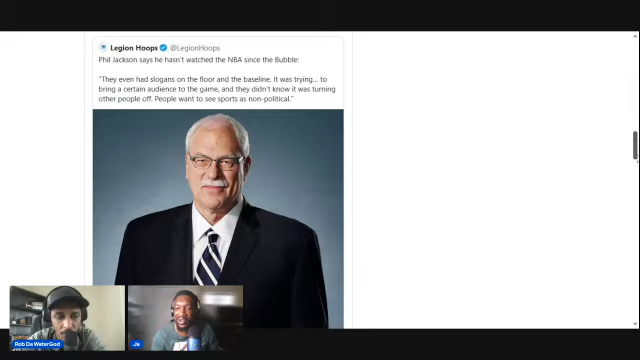 Legion Hoops @LegionHoops
Phil Jackson says he hasn't watched the NBA since the Bubble:
"They even had slogans on the floor and the baseline. It was trying... to
bring a certain audience to the game, and they didn't know it was turning
other people off. People want to see sports as non-political."
Rob Da WaterGod
Ja